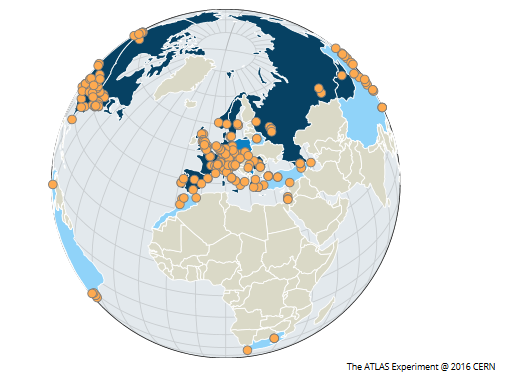 The ATLAS Experiment @ 2016 CERN